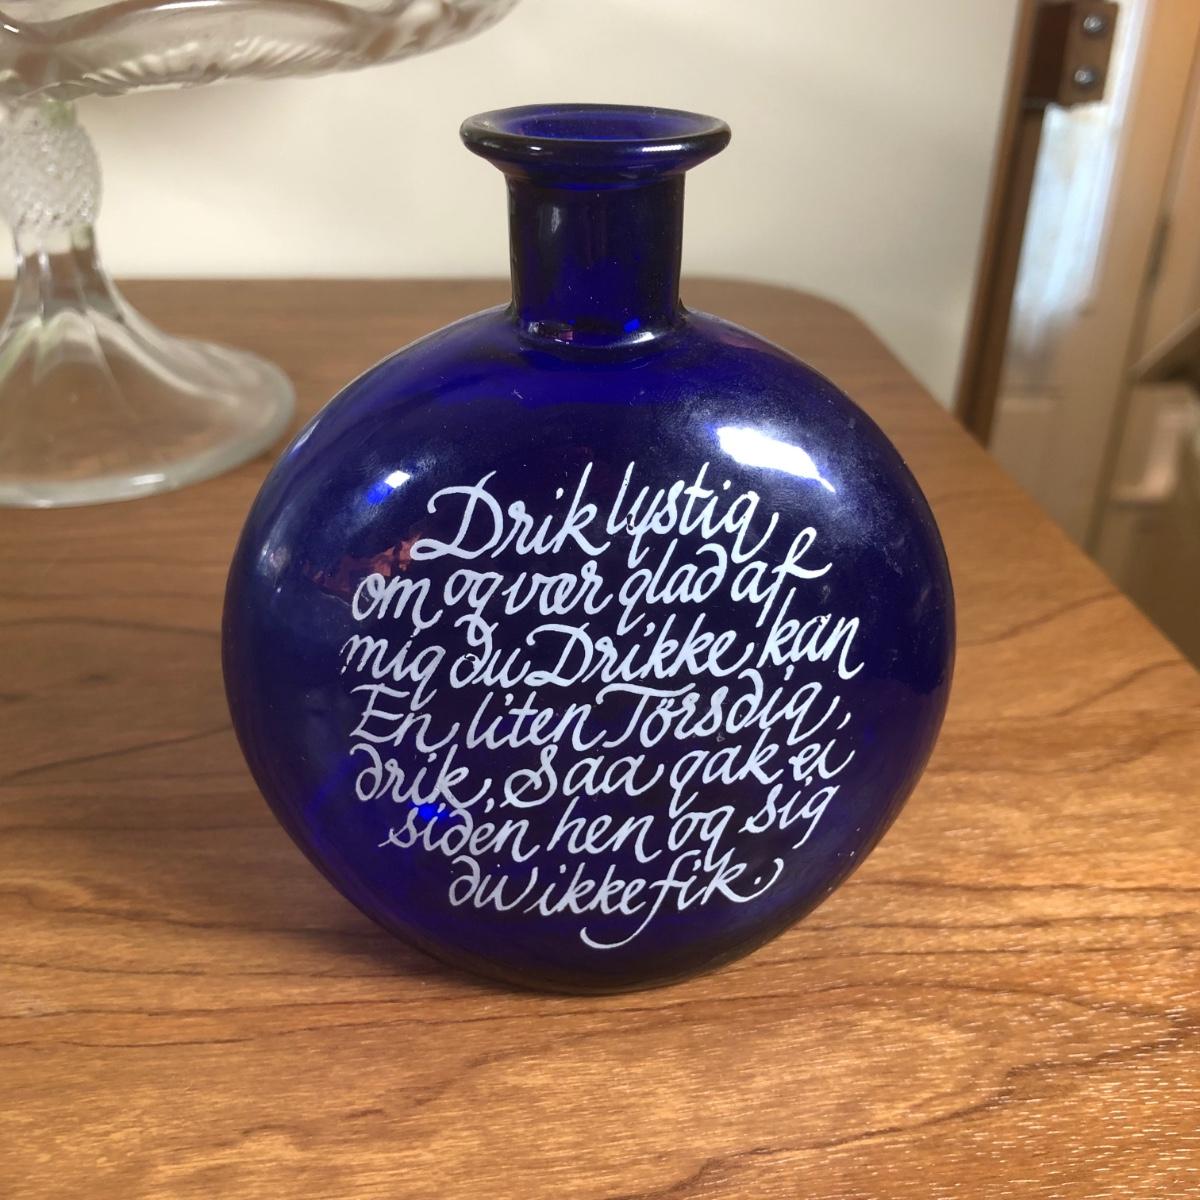 Drik lystig
om og vær glad af
mig du Drikke kan
En liten Tørsdig,
drik, Saa gak ei
siden hen og sig
du ikke fik.